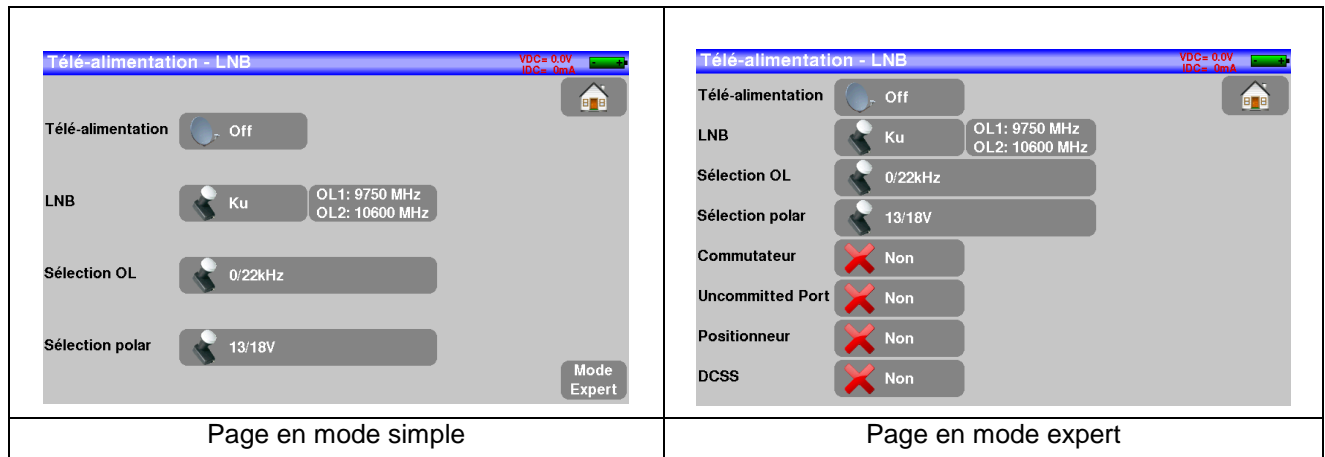 Télé-alimentation - LNB
VDC= 0.0V
IDC= 0mA
Télé-alimentation
Off
LNB
Ku
OL1: 9750 MHz
OL2: 10600 MHz
Sélection OL
0/22kHz
Sélection polar
13/18V
Mode
Expert
Page en mode simple
Télé-alimentation - LNB
VDC= 0.0V
IDC= 0mA
Télé-alimentation
Off
LNB
Ku
OL1: 9750 MHz
OL2: 10600 MHz
Sélection OL
0/22kHz
Sélection polar
13/18V
Commutateur
Non
Uncommitted Port
Non
Positionneur
Non
DCSS
Non
Page en mode expert